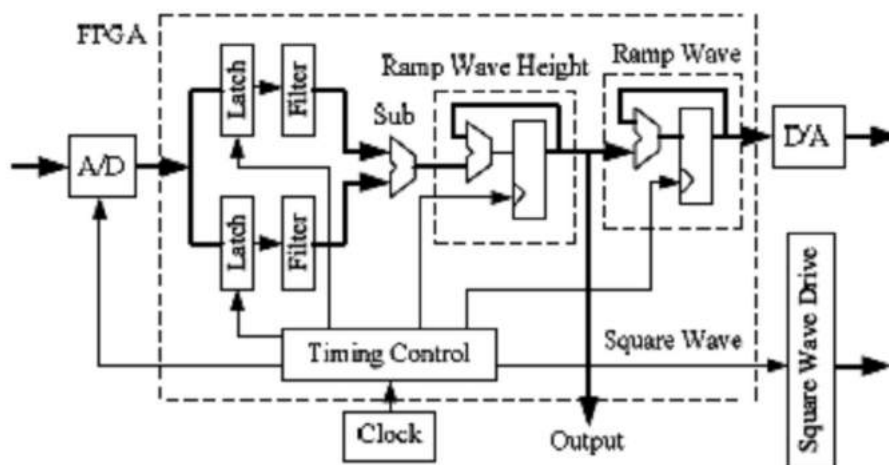 FPGA
Ramp Wave
Ramp Wave Height
Latch
Filter
Sub
A/D
D/A
Latch
Filter
Square Wave
Timing Control
Square Wave Drive
Clock
Output